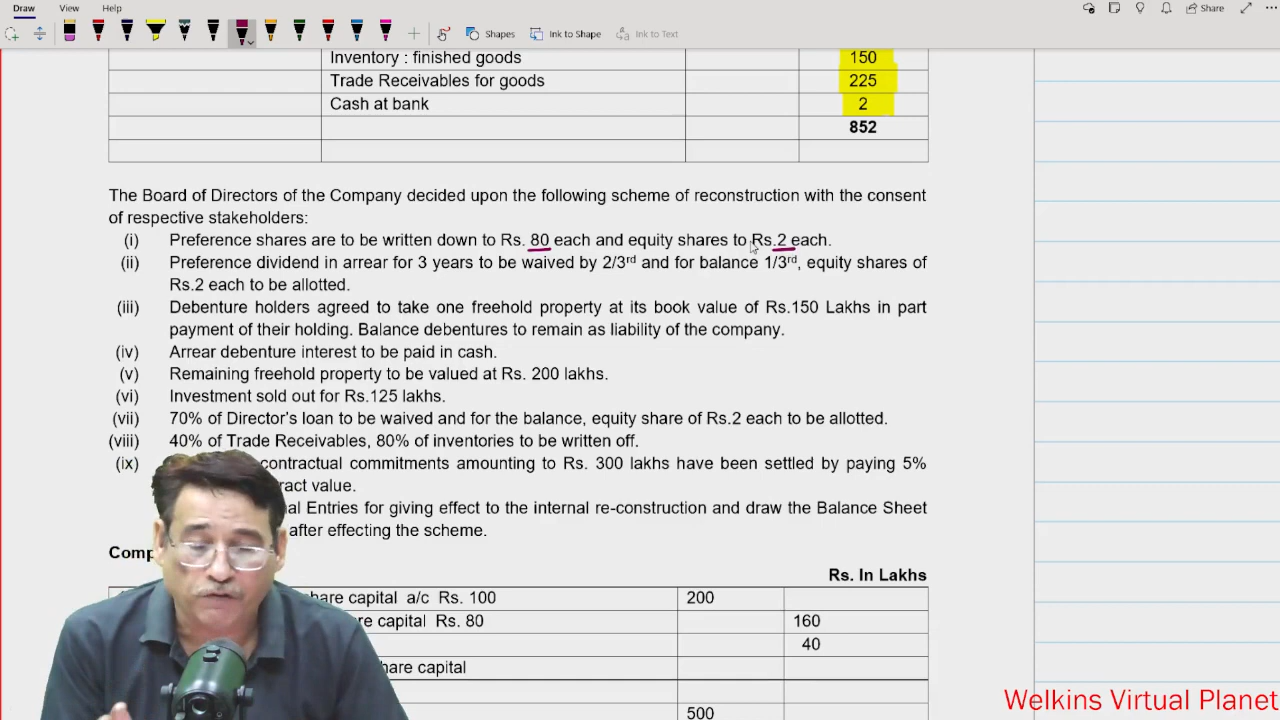 Draw View Help
Share
Shapes Ink to Shape Ink to Text
Inventory : finished goods 150
Trade Receivables for goods 225
Cash at bank 2
852
The Board of Directors of the Company decided upon the following scheme of reconstruction with the consent
of respective stakeholders:
(i) Preference shares are to be written down to Rs. 80 each and equity shares to Rs.2 each.
(ii) Preference dividend in arrear for 3 years to be waived by 2/3rd and for balance 1/3rd, equity shares of
Rs.2 each to be allotted.
(iii) Debenture holders agreed to take one freehold property at its book value of Rs.150 Lakhs in part
payment of their holding. Balance debentures to remain as liability of the company.
(iv) Arrear debenture interest to be paid in cash.
(v) Remaining freehold property to be valued at Rs. 200 lakhs.
(vi) Investment sold out for Rs.125 lakhs.
(vii) 70% of Director's loan to be waived and for the balance, equity share of Rs.2 each to be allotted.
(viii) 40% of Trade Receivables, 80% of inventories to be written off.
(ix) contractual commitments amounting to Rs. 300 lakhs have been settled by paying 5%
value.
Entries for giving effect to the internal re-construction and draw the Balance Sheet
after effecting the scheme.
Rs. In Lakhs
capital a/c Rs. 100 200
capital Rs. 80 160
40
capital
500
Welkins Virtual Planet